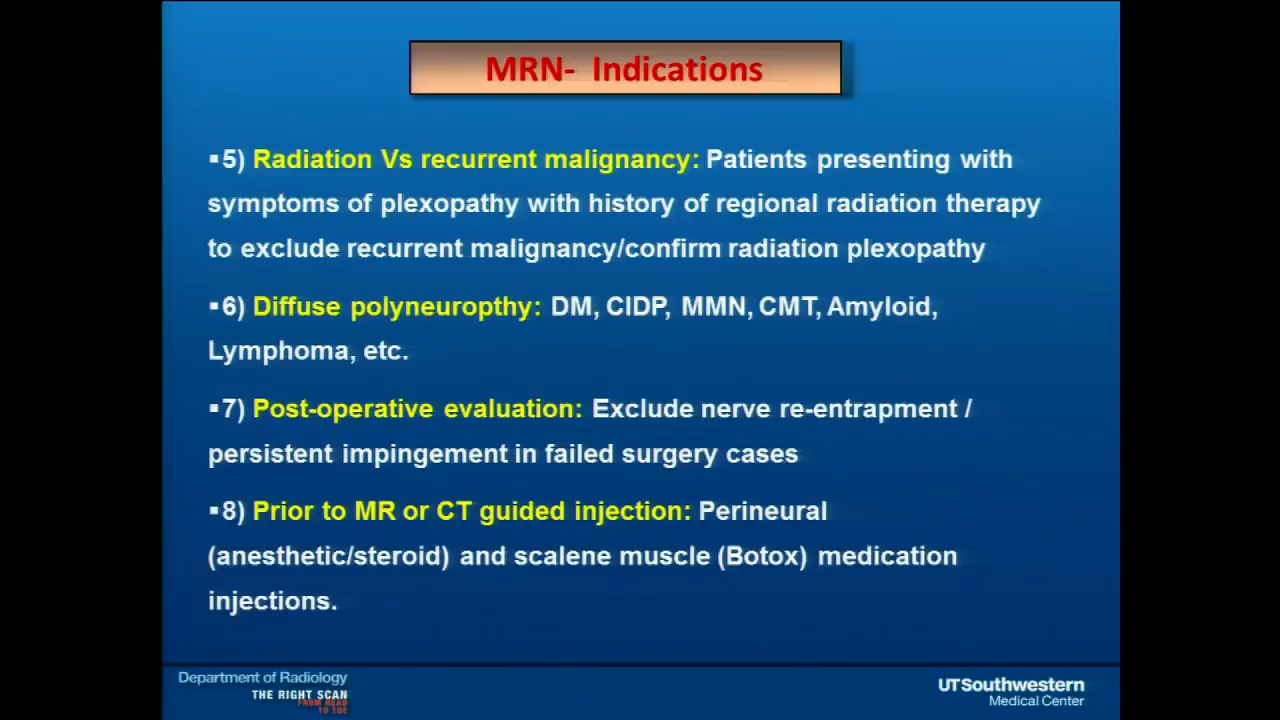 MRN- Indications
▪5) Radiation Vs recurrent malignancy: Patients presenting with
symptoms of plexopathy with history of regional radiation therapy
to exclude recurrent malignancy/confirm radiation plexopathy
▪6) Diffuse polyneuropthy: DM, CIDP, MMN, CMT, Amyloid,
Lymphoma, etc.
▪7) Post-operative evaluation: Exclude nerve re-entrapment /
persistent impingement in failed surgery cases
▪8) Prior to MR or CT guided injection: Perineural
(anesthetic/steroid) and scalene muscle (Botox) medication
injections.
Department of Radiology
THE RIGHT SCAN
FROM HEAD
TO TOE
UTSouthwestern
Medical Center